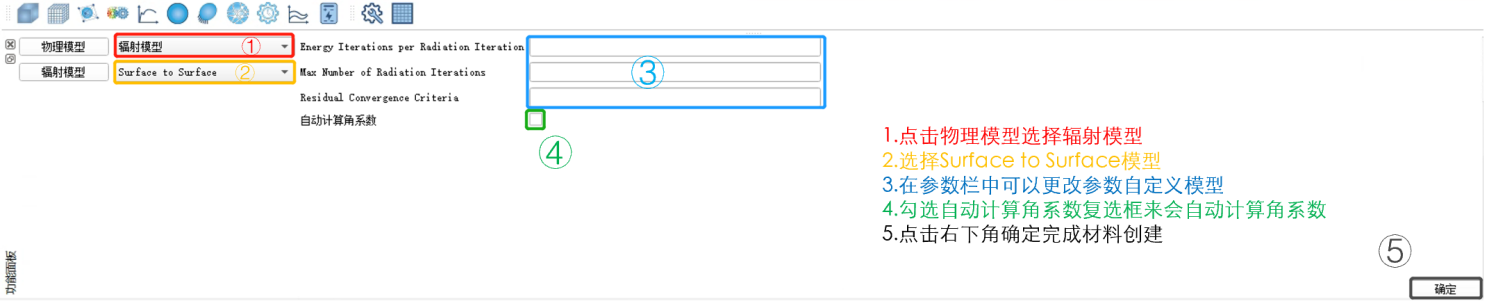 物理模型 辐射模型 ① Energy Iterations per Radiation Iteration
辐射模型 Surface to Surface ② Max Number of Radiation Iterations ③
Residual Convergence Criteria
自动计算角系数
④
1.点击物理模型选择辐射模型
2.选择Surface to Surface模型
3.在参数栏中可以更改参数自定义模型
4.勾选自动计算角系数复选框来会自动计算角系数
5.点击右下角确定完成材料创建
⑤
功能面板
确定